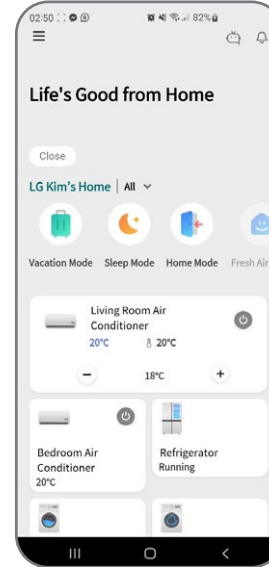 02:50
82%
Life's Good from Home
Close
LG Kim's Home | All
Vacation Mode Sleep Mode Home Mode Fresh Air
Living Room Air
Conditioner
20°C 20°C
− 18°C +
Bedroom Air
Conditioner
20°C
Refrigerator
Running